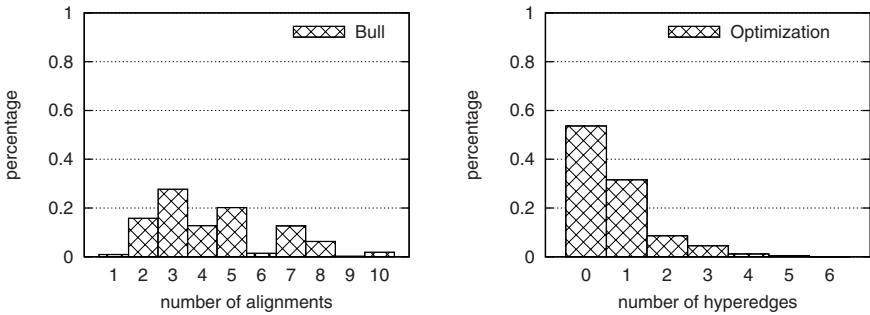 1
0.8
0.6
0.4
0.2
0
percentage
Bull
1 2 3 4 5 6 7 8 9 10
number of alignments
1
0.8
0.6
0.4
0.2
0
percentage
Optimization
0 1 2 3 4 5 6
number of hyperedges